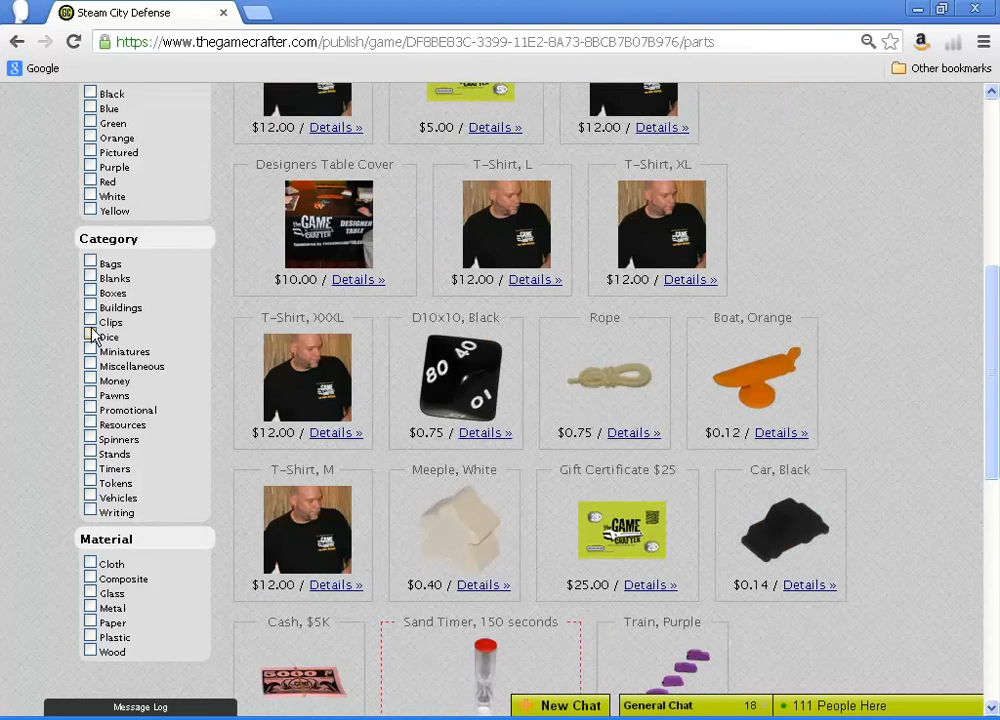 Steam City Defense
https://www.thegamecrafter.com/publish/game/DF8BE83C-3399-11E2-8A73-8BCB7B07B976/parts
Google
Other bookmarks
Black
Blue
Green
Orange
Pictured
Purple
Red
White
Yellow
Category
Bags
Blanks
Boxes
Buildings
Clips
Dice
Miniatures
Miscellaneous
Money
Pawns
Promotional
Resources
Spinners
Stands
Timers
Tokens
Vehicles
Writing
Material
Cloth
Composite
Glass
Metal
Paper
Plastic
Wood
Message Log
$12.00 / Details »
$5.00 / Details »
$12.00 / Details »
Designers Table Cover
T-Shirt, L
T-Shirt, XL
$10.00 / Details »
$12.00 / Details »
$12.00 / Details »
T-Shirt, XXXL
D10x10, Black
Rope
Boat, Orange
80 40 10
$12.00 / Details »
$0.75 / Details »
$0.75 / Details »
$0.12 / Details »
T-Shirt, M
Meeple, White
Gift Certificate $25
Car, Black
$12.00 / Details »
$0.40 / Details »
$25.00 / Details »
$0.14 / Details »
Cash, $5K
Sand Timer, 150 seconds
Train, Purple
New Chat
General Chat 18
111 People Here